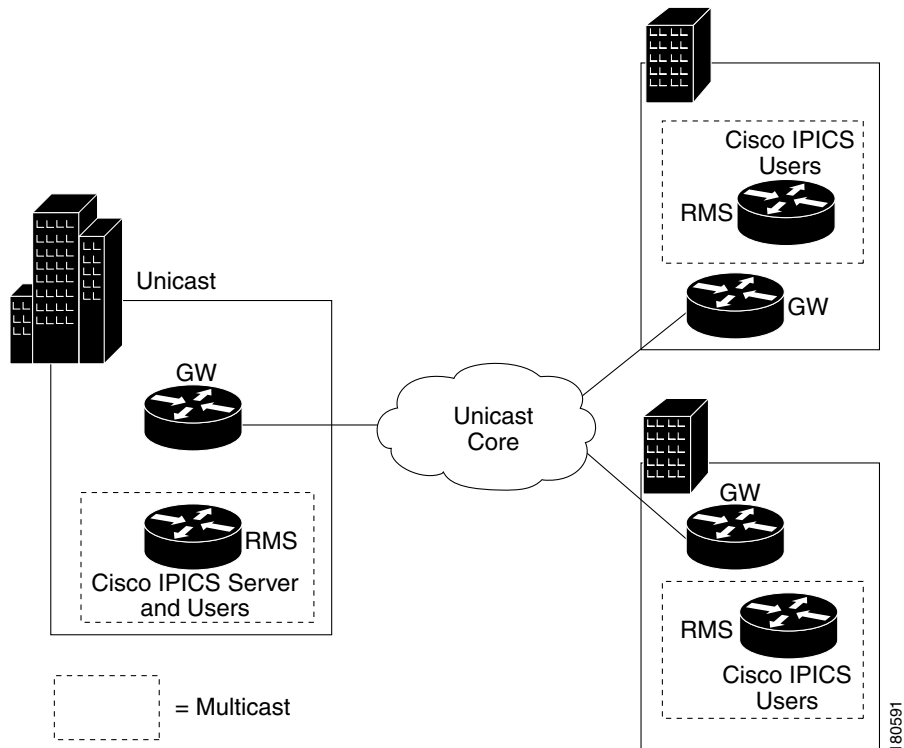 Cisco IPICS
Users
RMS
GW
Unicast
GW
Unicast
Core
RMS
Cisco IPICS Server
and Users
GW
RMS
Cisco IPICS
Users
= Multicast
180591